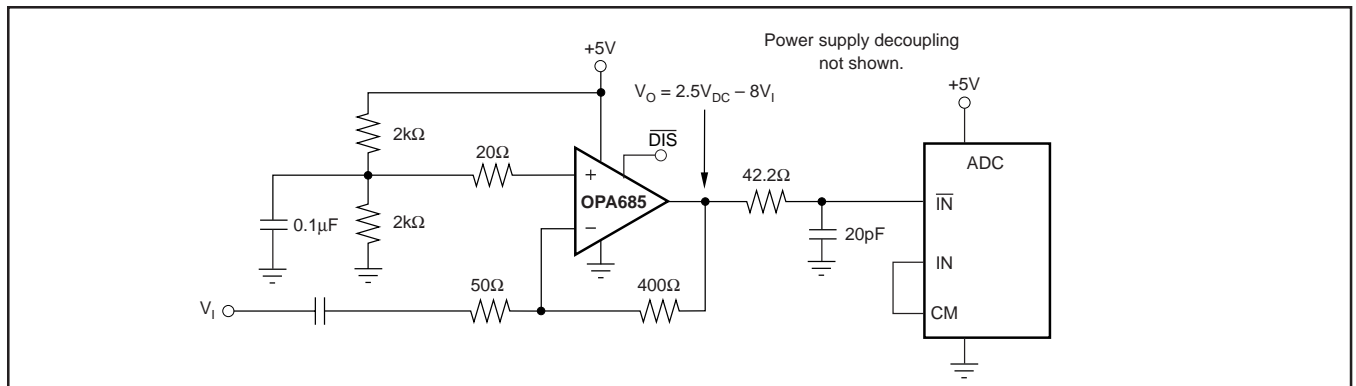 Power supply decoupling
not shown.
+5V
V_O = 2.5V_DC – 8V_I
+5V
2kΩ
20Ω
DIS
+
OPA685
–
42.2Ω
ADC
IN
0.1µF
2kΩ
20pF
IN
50Ω
400Ω
V_I
CM